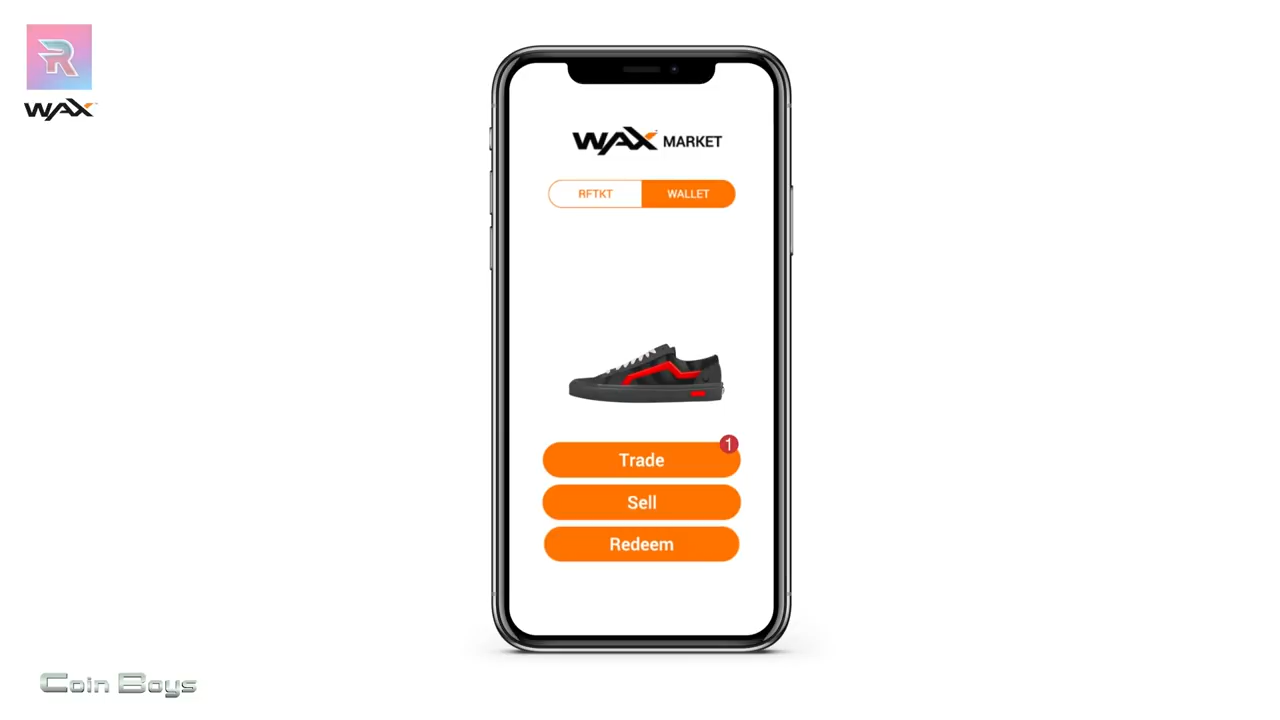 R
WAX
WAX MARKET
RFTKT WALLET
1
Trade
Sell
Redeem
Coin Boys